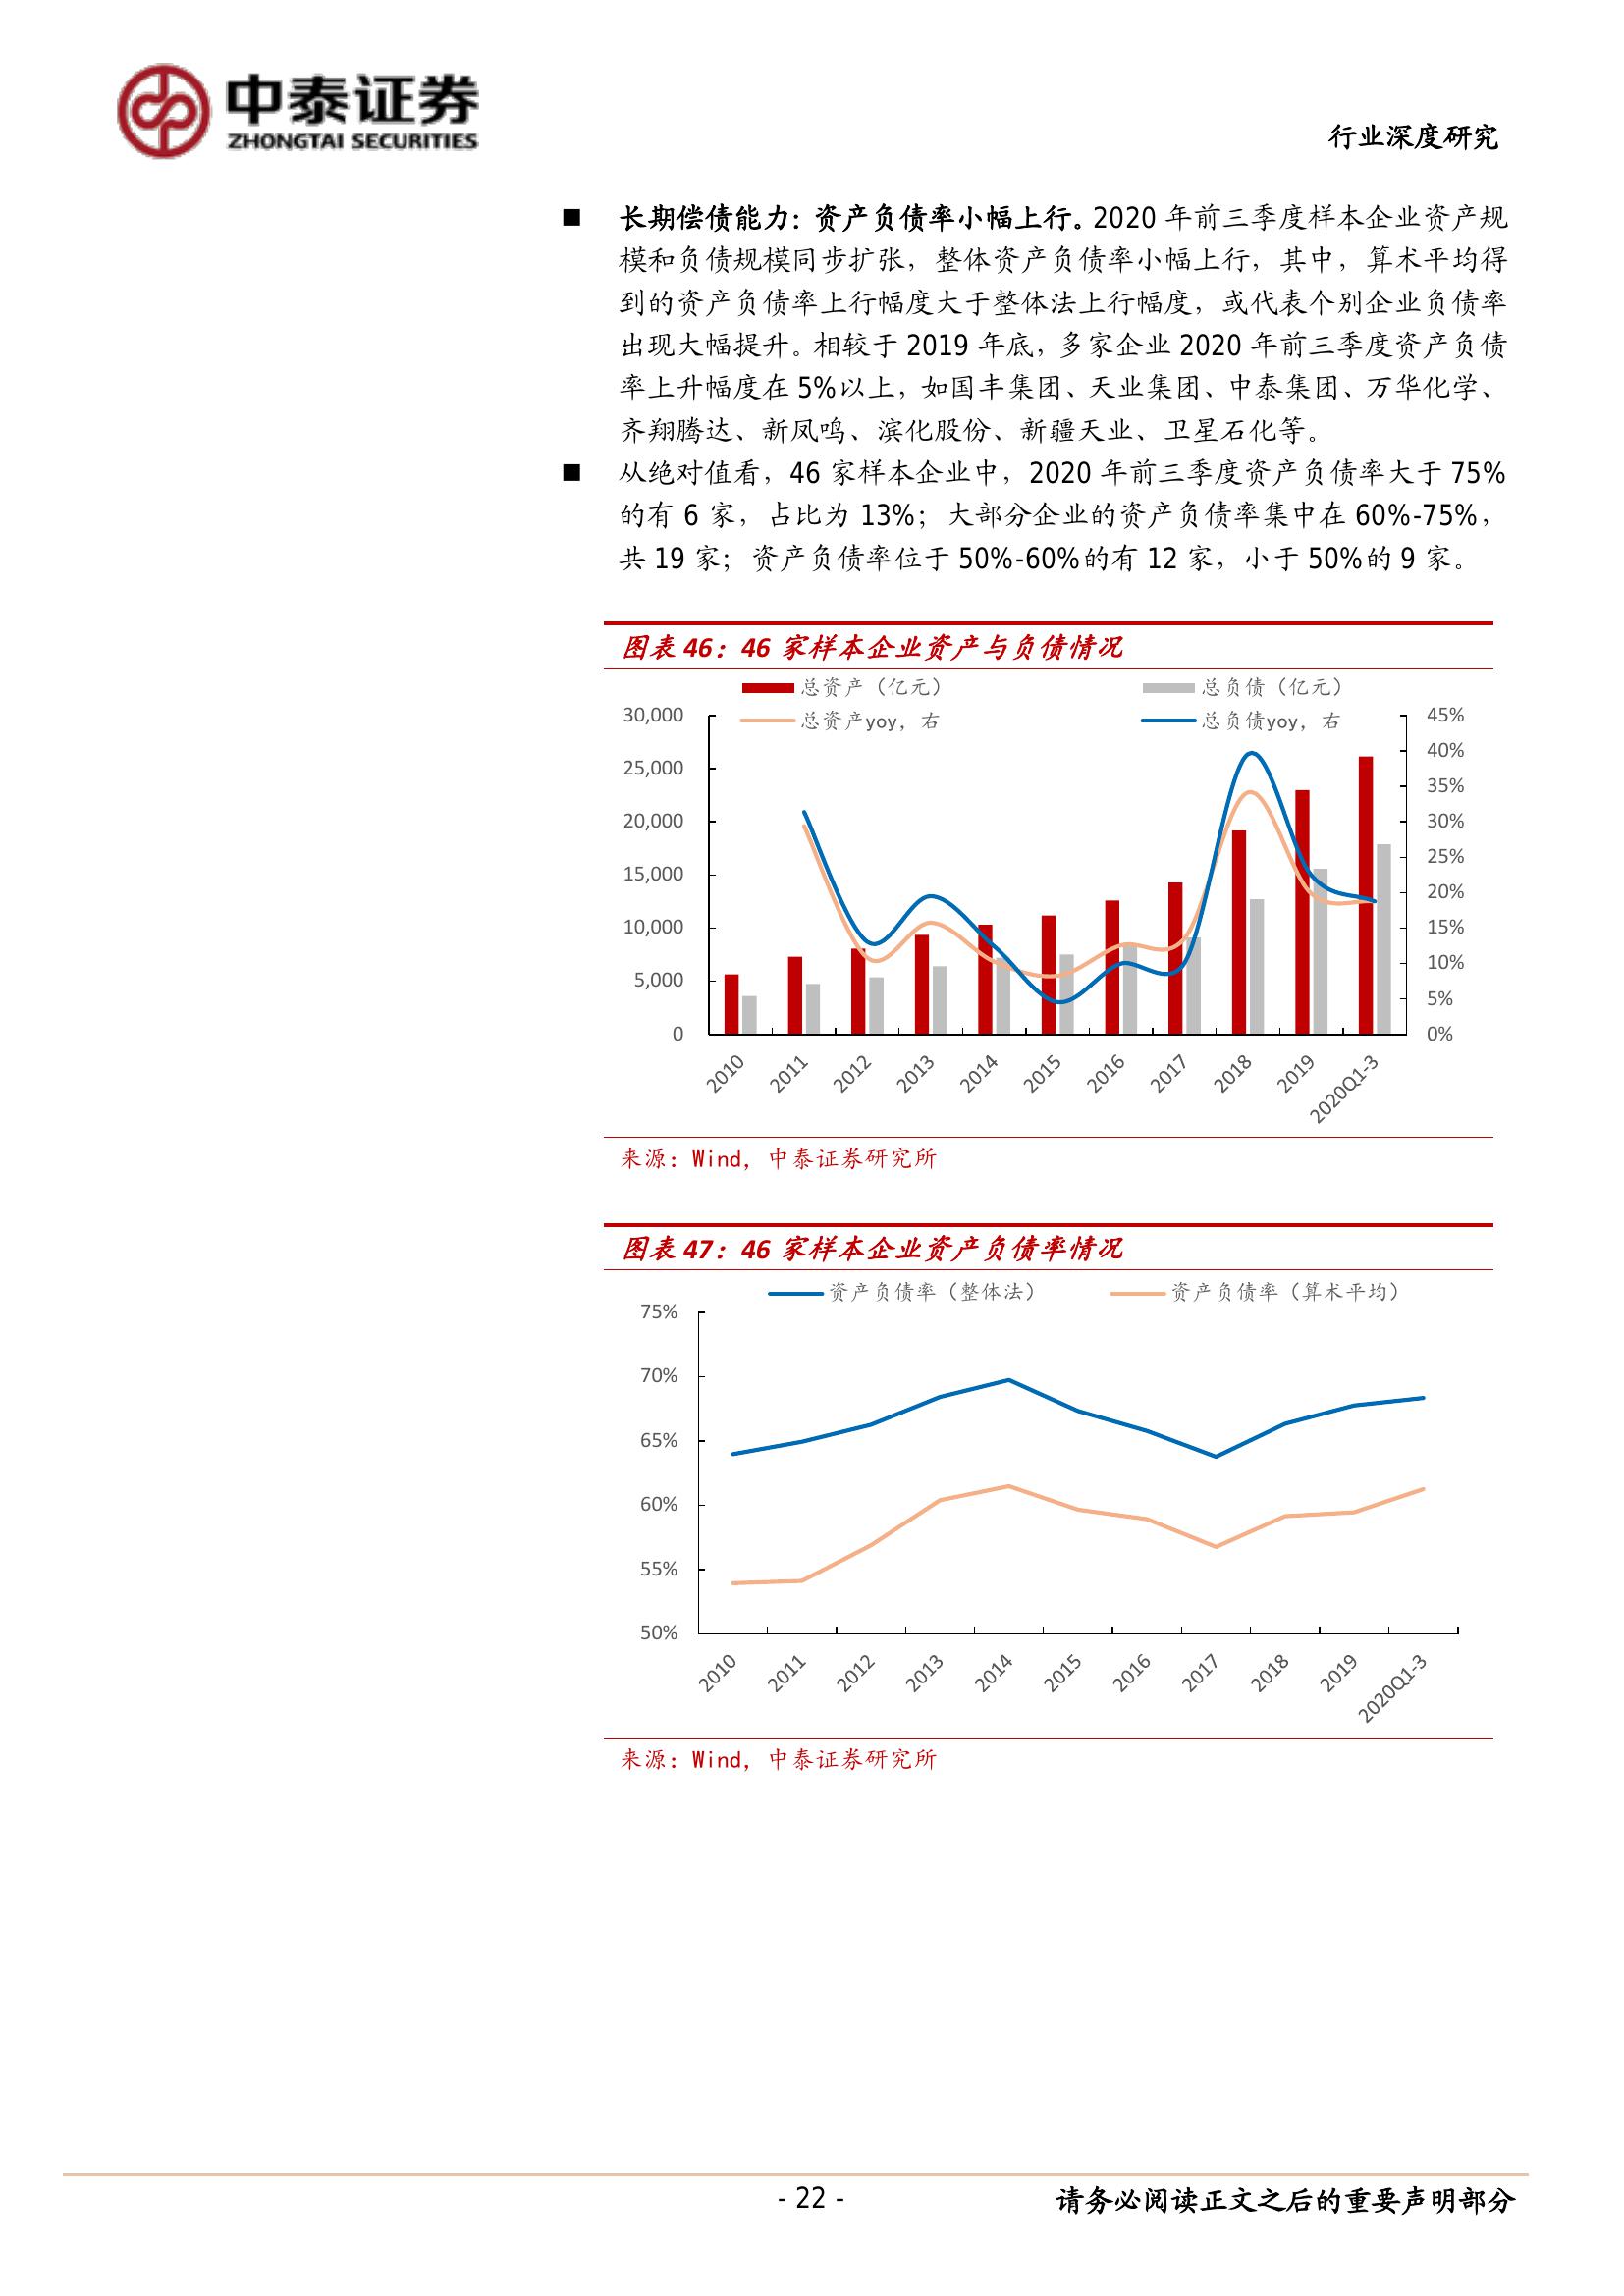 中泰证券
ZHONGTAI SECURITIES
行业深度研究
■ 长期偿债能力：资产负债率小幅上行。2020 年前三季度样本企业资产规
模和负债规模同步扩张，整体资产负债率小幅上行，其中，算术平均得
到的资产负债率上行幅度大于整体法上行幅度，或代表个别企业负债率
出现大幅提升。相较于 2019 年底，多家企业 2020 年前三季度资产负债
率上升幅度在 5%以上，如国丰集团、天业集团、中泰集团、万华化学、
齐翔腾达、新凤鸣、滨化股份、新疆天业、卫星石化等。
■ 从绝对值看，46 家样本企业中，2020 年前三季度资产负债率大于 75%
的有 6 家，占比为 13%；大部分企业的资产负债率集中在 60%-75%，
共 19 家；资产负债率位于 50%-60%的有 12 家，小于 50%的 9 家。
图表 46：46 家样本企业资产与负债情况
总资产（亿元） 总负债（亿元）
总资产yoy，右 总负债yoy，右
30,000
25,000
20,000
15,000
10,000
5,000
0
45%
40%
35%
30%
25%
20%
15%
10%
5%
0%
2010 2011 2012 2013 2014 2015 2016 2017 2018 2019 2020Q1-3
来源：Wind，中泰证券研究所
图表 47：46 家样本企业资产负债率情况
资产负债率（整体法） 资产负债率（算术平均）
75%
70%
65%
60%
55%
50%
2010 2011 2012 2013 2014 2015 2016 2017 2018 2019 2020Q1-3
来源：Wind，中泰证券研究所
- 22 -
请务必阅读正文之后的重要声明部分